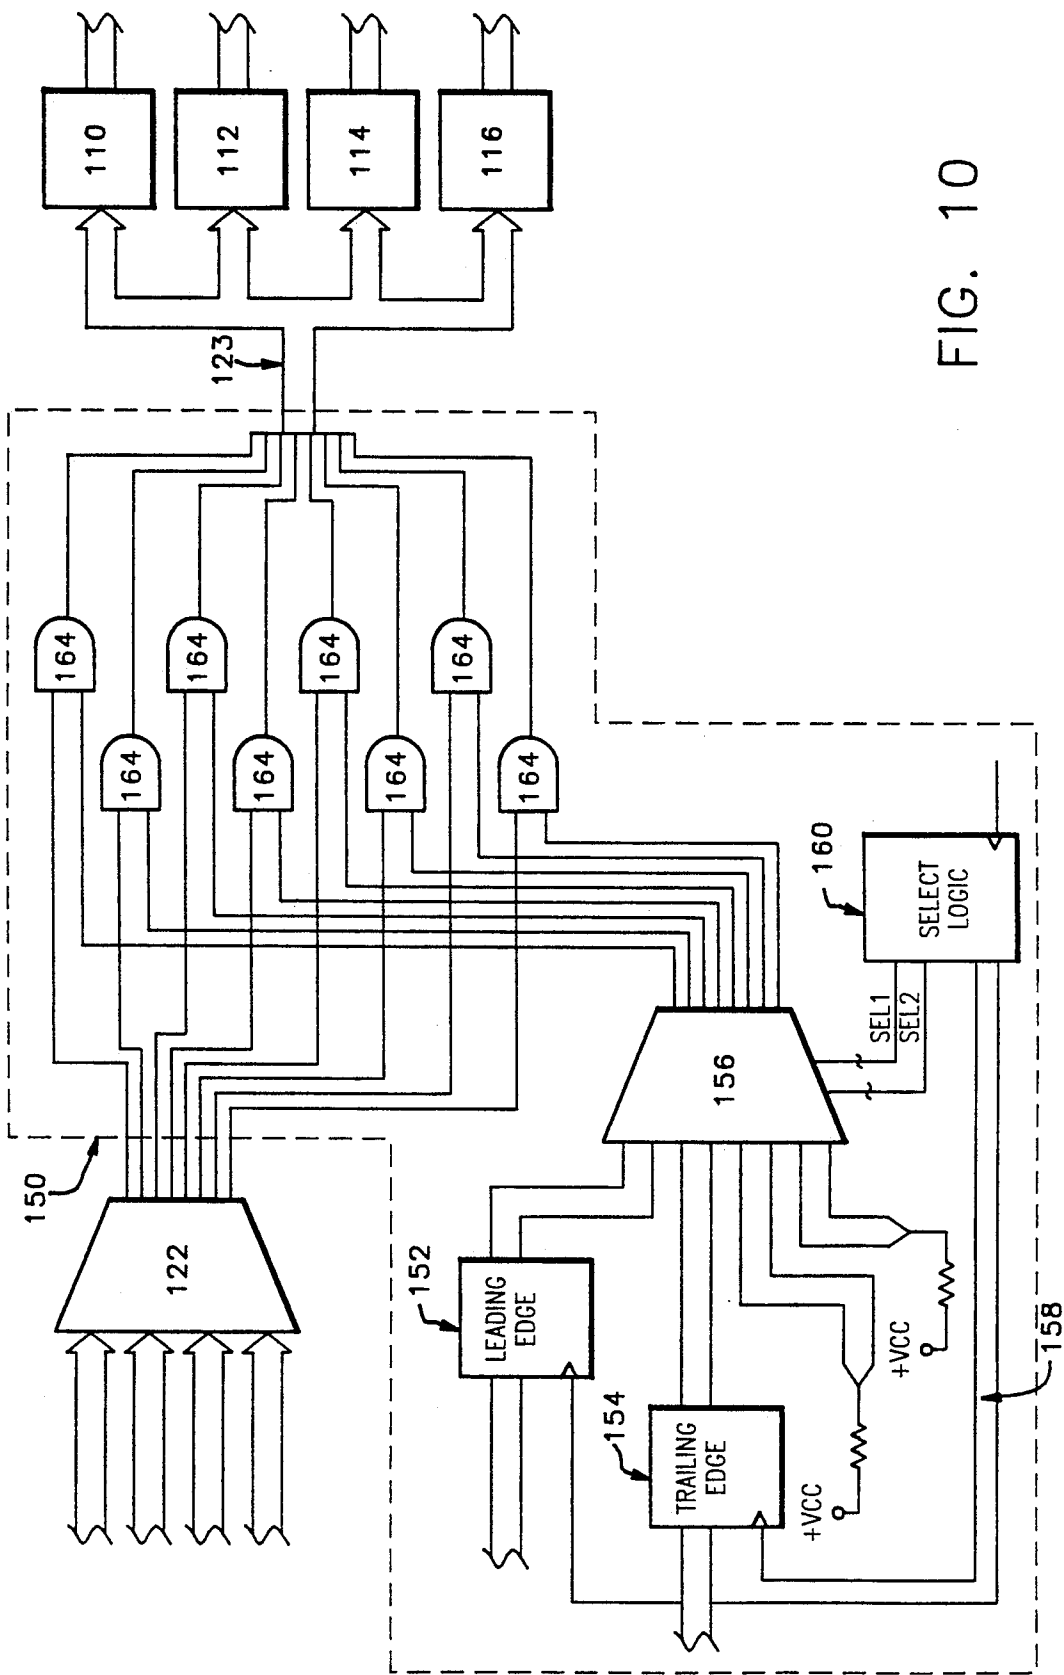 110
112
114
116
123
164
164
164
164
164
164
164
164
150
122
152
LEADING
EDGE
154
TRAILING
EDGE
156
SEL1
SEL2
160
SELECT
LOGIC
+VCC
+VCC
158
FIG. 10